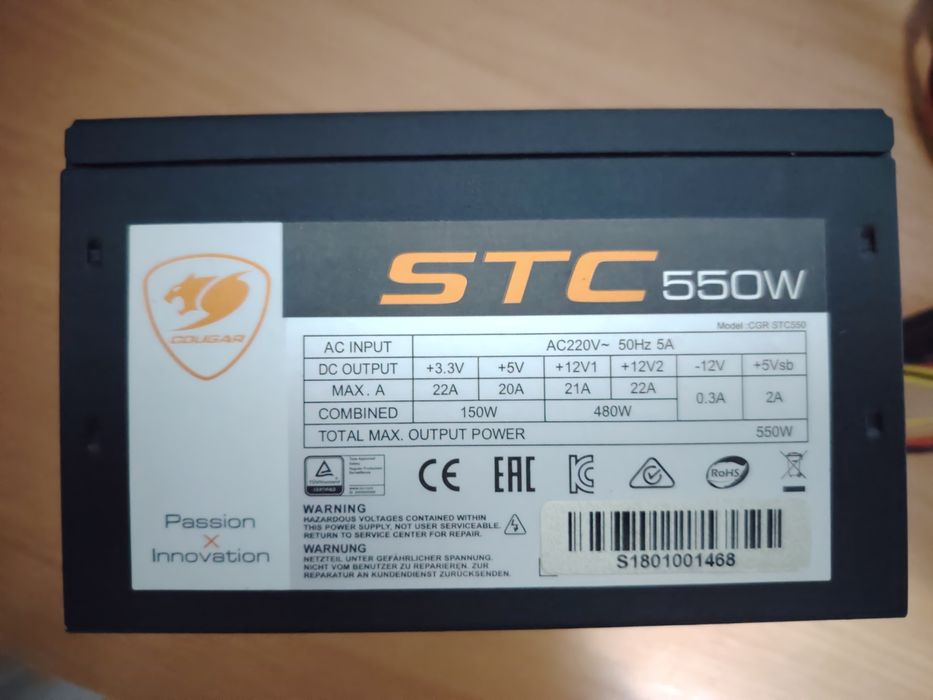 STC 550W
COUGAR
Model :CGR STC550
AC INPUT AC220V~ 50Hz 5A
DC OUTPUT +3.3V +5V +12V1 +12V2 -12V +5Vsb
MAX. A 22A 20A 21A 22A 0.3A 2A
COMBINED 150W 480W
TOTAL MAX. OUTPUT POWER 550W
CE EAC RoHS
WARNING
HAZARDOUS VOLTAGES CONTAINED WITHIN
THIS POWER SUPPLY, NOT USER SERVICEABLE.
RETURN TO SERVICE CENTER FOR REPAIR.
WARNUNG
NETZTEIL UNTER GEFÄHRLICHER SPANNUNG.
NICHT VOM BENUTZER ZU REPARIEREN. ZUR
REPARATUR AN KUNDENDIENST ZURÜCKSENDEN.
Passion
X
Innovation
S1801001468